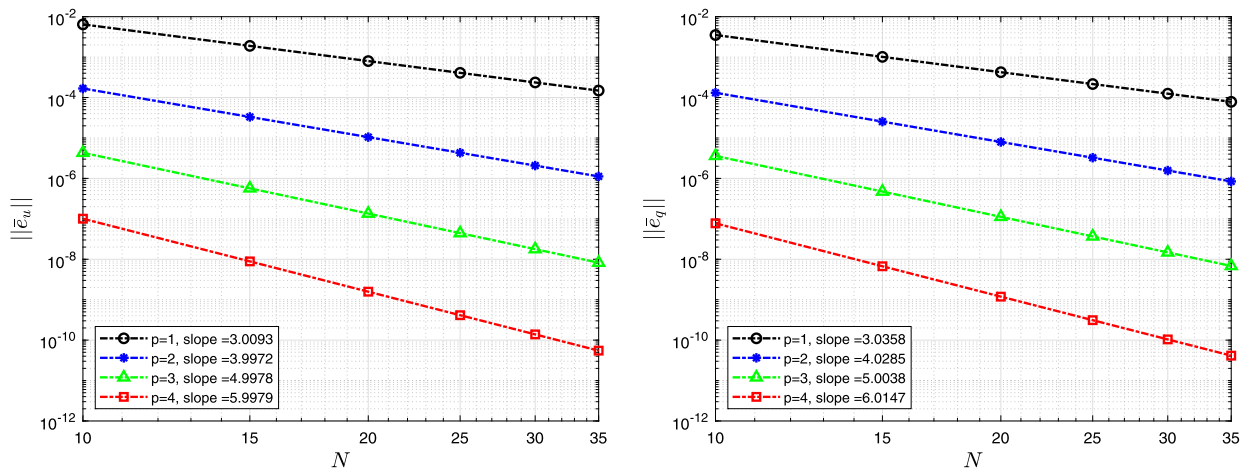 10^-2
10^-4
10^-6
10^-8
10^-10
10^-12
||ē_u||
p=1, slope =3.0093
p=2, slope =3.9972
p=3, slope =4.9978
p=4, slope =5.9979
10 15 20 25 30 35
N
10^-2
10^-4
10^-6
10^-8
10^-10
10^-12
||ē_q||
p=1, slope =3.0358
p=2, slope =4.0285
p=3, slope =5.0038
p=4, slope =6.0147
10 15 20 25 30 35
N